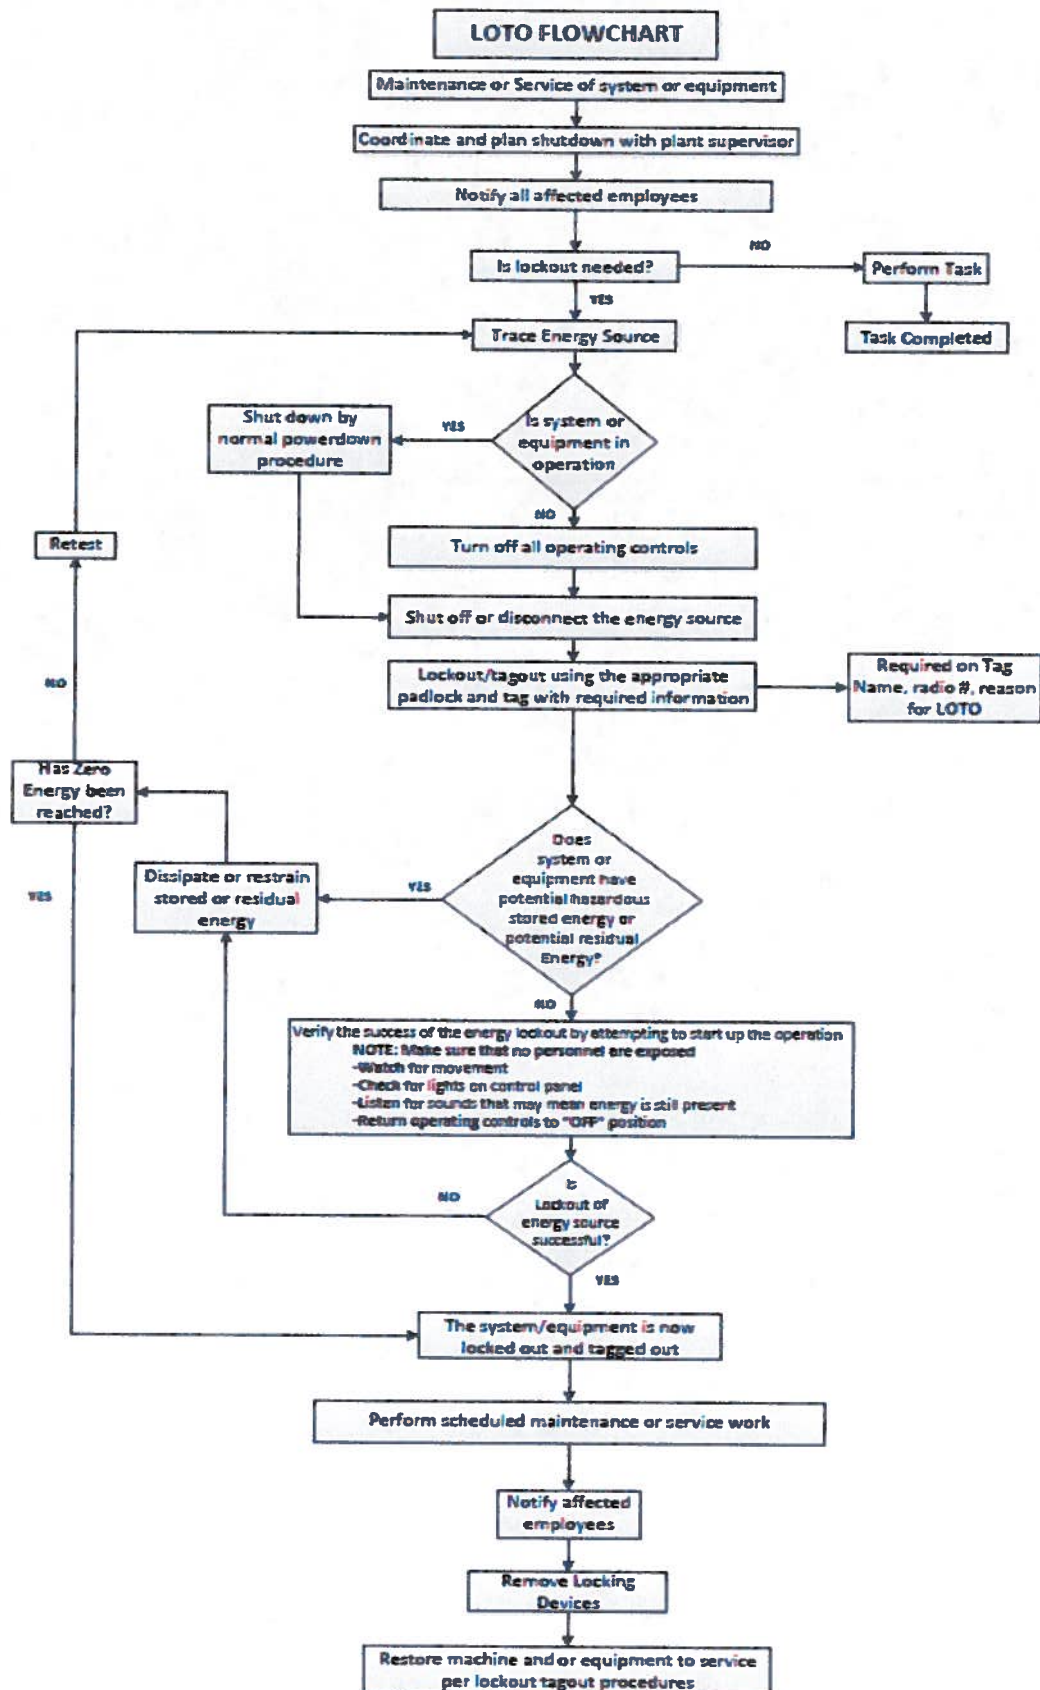 LOTO FLOWCHART
Maintenance or Service of system or equipment
Coordinate and plan shutdown with plant supervisor
Notify all affected employees
Is lockout needed?
NO
Perform Task
YES
Task Completed
Trace Energy Source
Shut down by
normal powerdown
procedure
YES
Is system or
equipment in
operation
NO
Retest
Turn off all operating controls
Shut off or disconnect the energy source
Lockout/tagout using the appropriate
padlock and tag with required information
Required on Tag
Name, radio #, reason
for LOTO
NO
Has Zero
Energy been
reached?
YES
Dissipate or restrain
stored or residual
energy
YES
Does
system or
equipment have
potential hazardous
stored energy or
potential residual
Energy?
NO
Verify the success of the energy lockout by attempting to start up the operation
NOTE: Make sure that no personnel are exposed
-Watch for movement
-Check for lights on control panel
-Listen for sounds that may mean energy is still present
-Return operating controls to "OFF" position
NO
Is
Lockout of
energy source
successful?
YES
The system/equipment is now
locked out and tagged out
Perform scheduled maintenance or service work
Notify affected
employees
Remove Locking
Devices
Restore machine and or equipment to service
per lockout tagout procedures